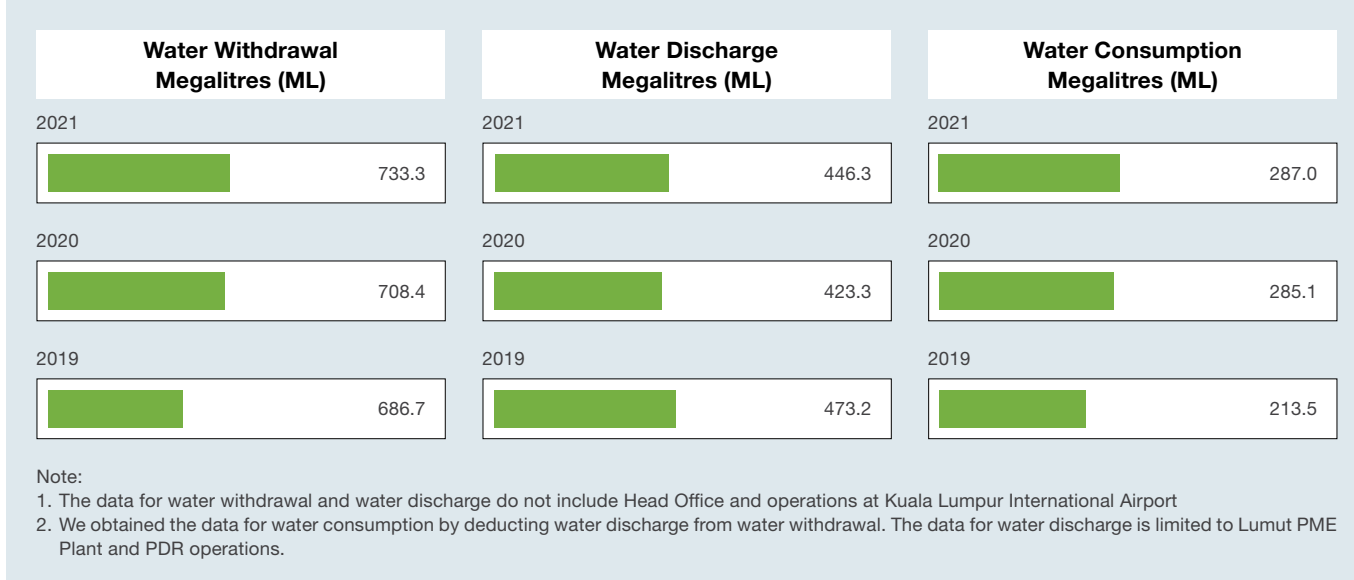 Water Withdrawal
Megalitres (ML)
2021
733.3
2020
708.4
2019
686.7
Water Discharge
Megalitres (ML)
2021
446.3
2020
423.3
2019
473.2
Water Consumption
Megalitres (ML)
2021
287.0
2020
285.1
2019
213.5
Note:
1. The data for water withdrawal and water discharge do not include Head Office and operations at Kuala Lumpur International Airport
2. We obtained the data for water consumption by deducting water discharge from water withdrawal. The data for water discharge is limited to Lumut PME
Plant and PDR operations.